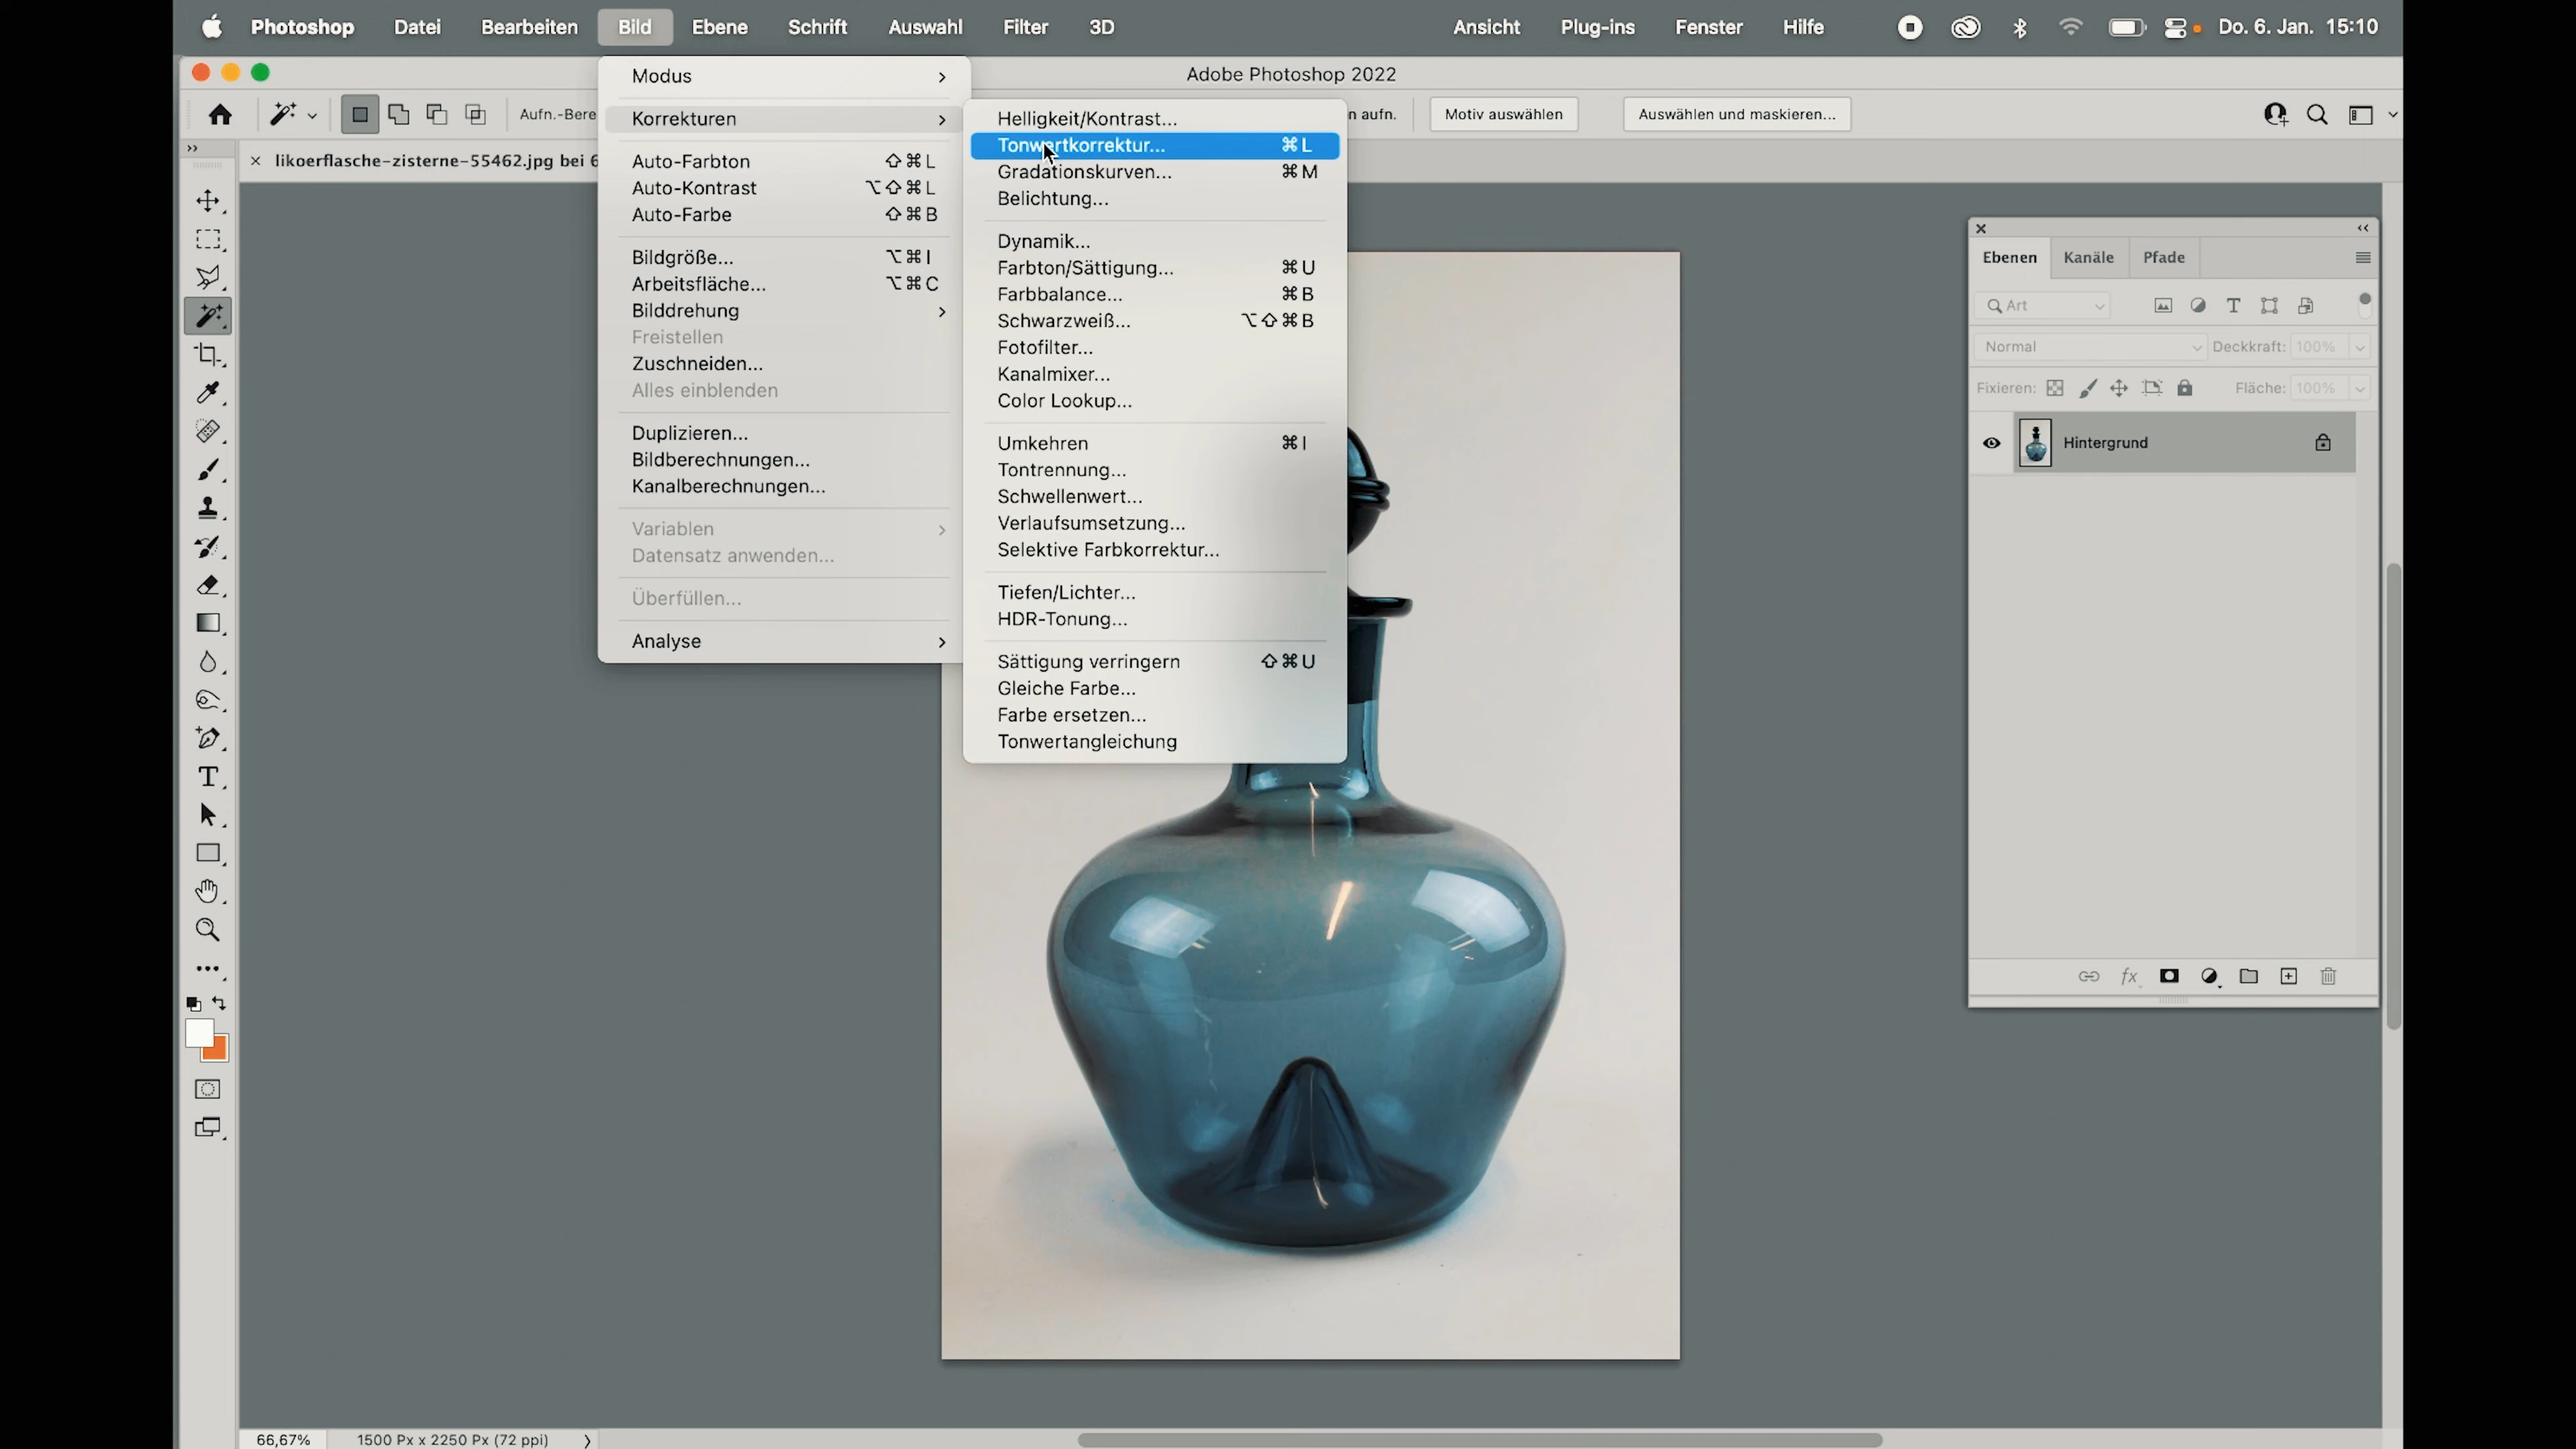 Photoshop Datei Bearbeiten Bild Ebene Schrift Auswahl Filter 3D Ansicht Plug-ins Fenster Hilfe Do. 6. Jan. 15:10
Adobe Photoshop 2022
Aufn.-Bere
n aufn.
Motiv auswählen
Auswählen und maskieren...
likoerflasche-zisterne-55462.jpg bei 6
Modus
Korrekturen
Auto-Farbton ⇧⌘L
Auto-Kontrast ⌥⇧⌘L
Auto-Farbe ⇧⌘B
Bildgröße... ⌥⌘I
Arbeitsfläche... ⌥⌘C
Bilddrehung
Freistellen
Zuschneiden...
Alles einblenden
Duplizieren...
Bildberechnungen...
Kanalberechnungen...
Variablen
Datensatz anwenden...
Überfüllen...
Analyse
Helligkeit/Kontrast...
Tonwertkorrektur... ⌘L
Gradationskurven... ⌘M
Belichtung...
Dynamik...
Farbton/Sättigung... ⌘U
Farbbalance... ⌘B
Schwarzweiß... ⌥⇧⌘B
Fotofilter...
Kanalmixer...
Color Lookup...
Umkehren ⌘I
Tontrennung...
Schwellenwert...
Verlaufsumsetzung...
Selektive Farbkorrektur...
Tiefen/Lichter...
HDR-Tonung...
Sättigung verringern ⇧⌘U
Gleiche Farbe...
Farbe ersetzen...
Tonwertangleichung
Ebenen Kanäle Pfade
Art
Normal Deckkraft: 100%
Fixieren: Fläche: 100%
Hintergrund
fx
66,67% 1500 Px x 2250 Px (72 ppi)